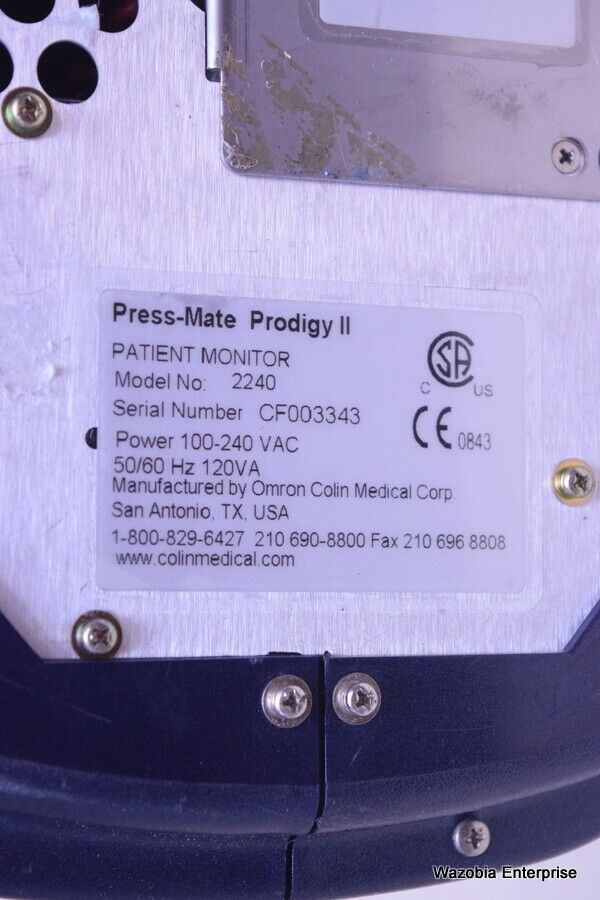 Press-Mate Prodigy II
PATIENT MONITOR
Model No: 2240
Serial Number CF003343
Power 100-240 VAC
50/60 Hz 120VA
Manufactured by Omron Colin Medical Corp
San Antonio, TX, USA
1-800-829-6427 210 690-8800 Fax 210 696 8808
www.colinmedical.com
CSA
C US
CE 0843
Wazobia Enterprise